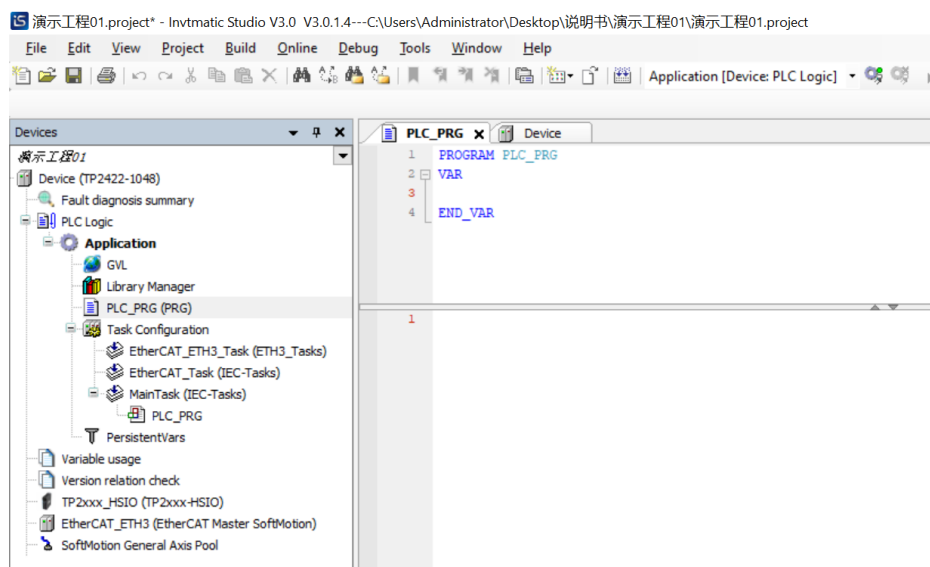 演示工程01.project* - Invtmatic Studio V3.0  V3.0.1.4---C:\Users\Administrator\Desktop\说明书\演示工程01\演示工程01.project
File Edit View Project Build Online Debug Tools Window Help
Application [Device: PLC Logic]
Devices
演示工程01
Device (TP2422-1048)
Fault diagnosis summary
PLC Logic
Application
GVL
Library Manager
PLC_PRG (PRG)
Task Configuration
EtherCAT_ETH3_Task (ETH3_Tasks)
EtherCAT_Task (IEC-Tasks)
MainTask (IEC-Tasks)
PLC_PRG
PersistentVars
Variable usage
Version relation check
TP2xxx_HSIO (TP2xxx-HSIO)
EtherCAT_ETH3 (EtherCAT Master SoftMotion)
SoftMotion General Axis Pool
PLC_PRG Device
1 PROGRAM PLC_PRG
2 VAR
3
4 END_VAR
1